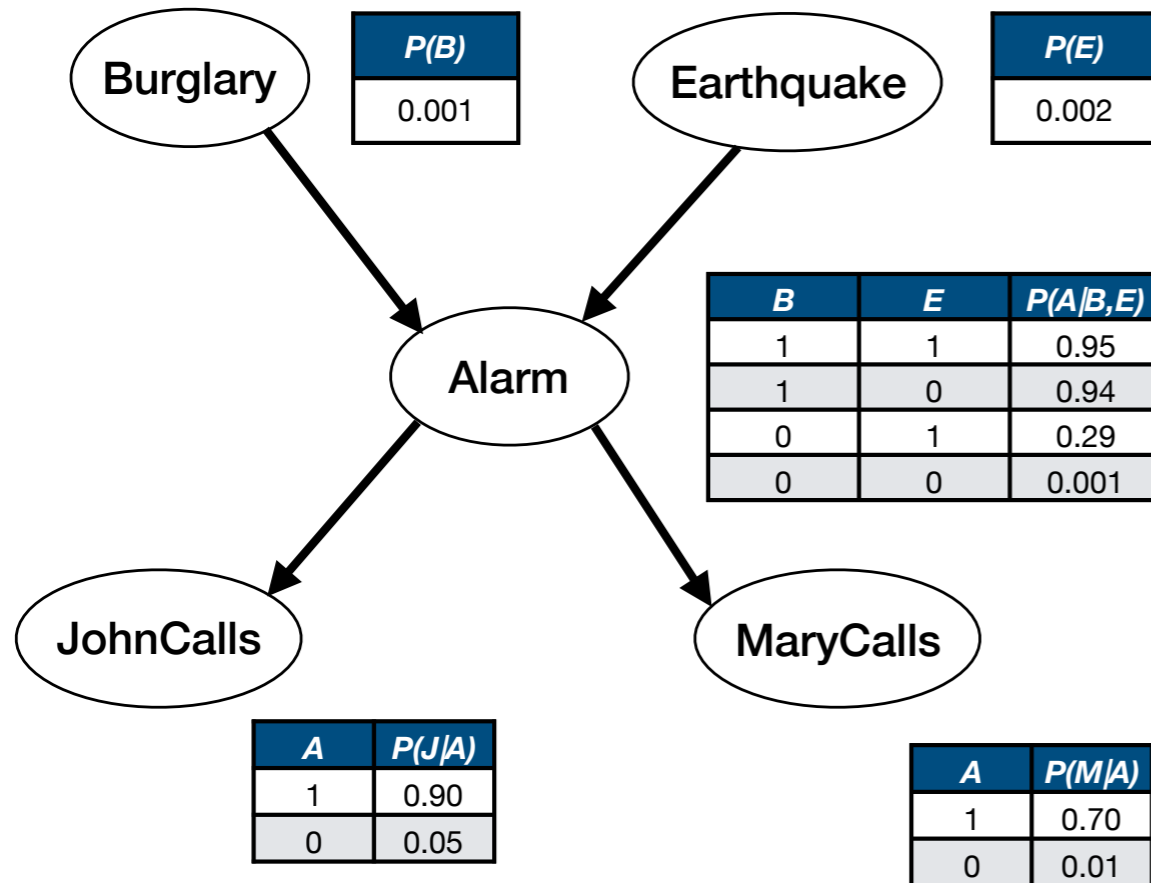 Burglary
P(B)
0.001
Earthquake
P(E)
0.002
Alarm
B E P(A|B,E)
1 1 0.95
1 0 0.94
0 1 0.29
0 0 0.001
JohnCalls
MaryCalls
A P(J|A)
1 0.90
0 0.05
A P(M|A)
1 0.70
0 0.01